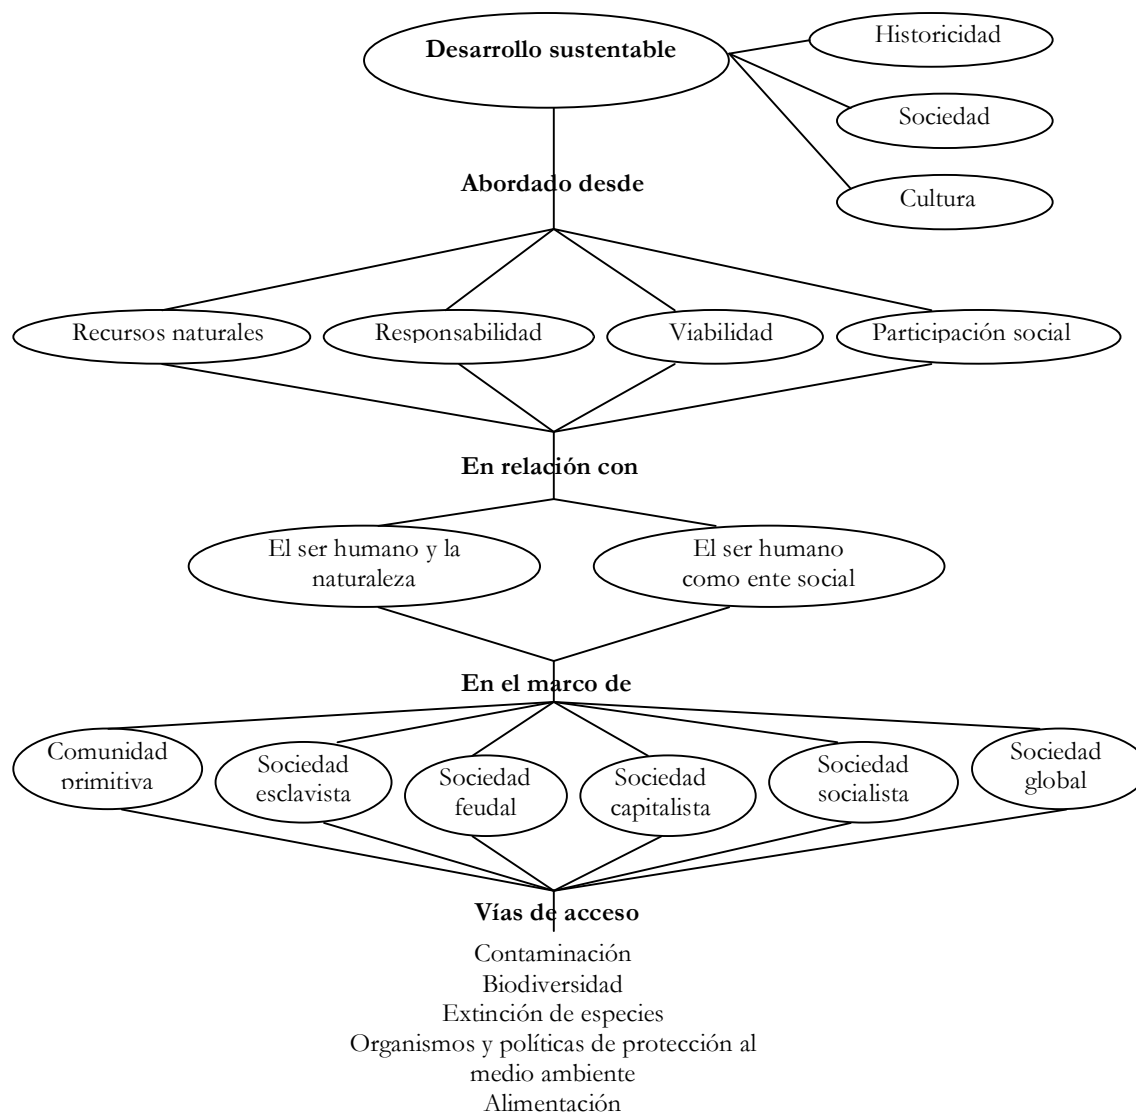 Desarrollo sustentable
Historicidad
Sociedad
Cultura
Abordado desde
Recursos naturales
Responsabilidad
Viabilidad
Participación social
En relación con
El ser humano y la
naturaleza
El ser humano
como ente social
En el marco de
Comunidad
primitiva
Sociedad
esclavista
Sociedad
feudal
Sociedad
capitalista
Sociedad
socialista
Sociedad
global
Vías de acceso
Contaminación
Biodiversidad
Extinción de especies
Organismos y políticas de protección al
medio ambiente
Alimentación